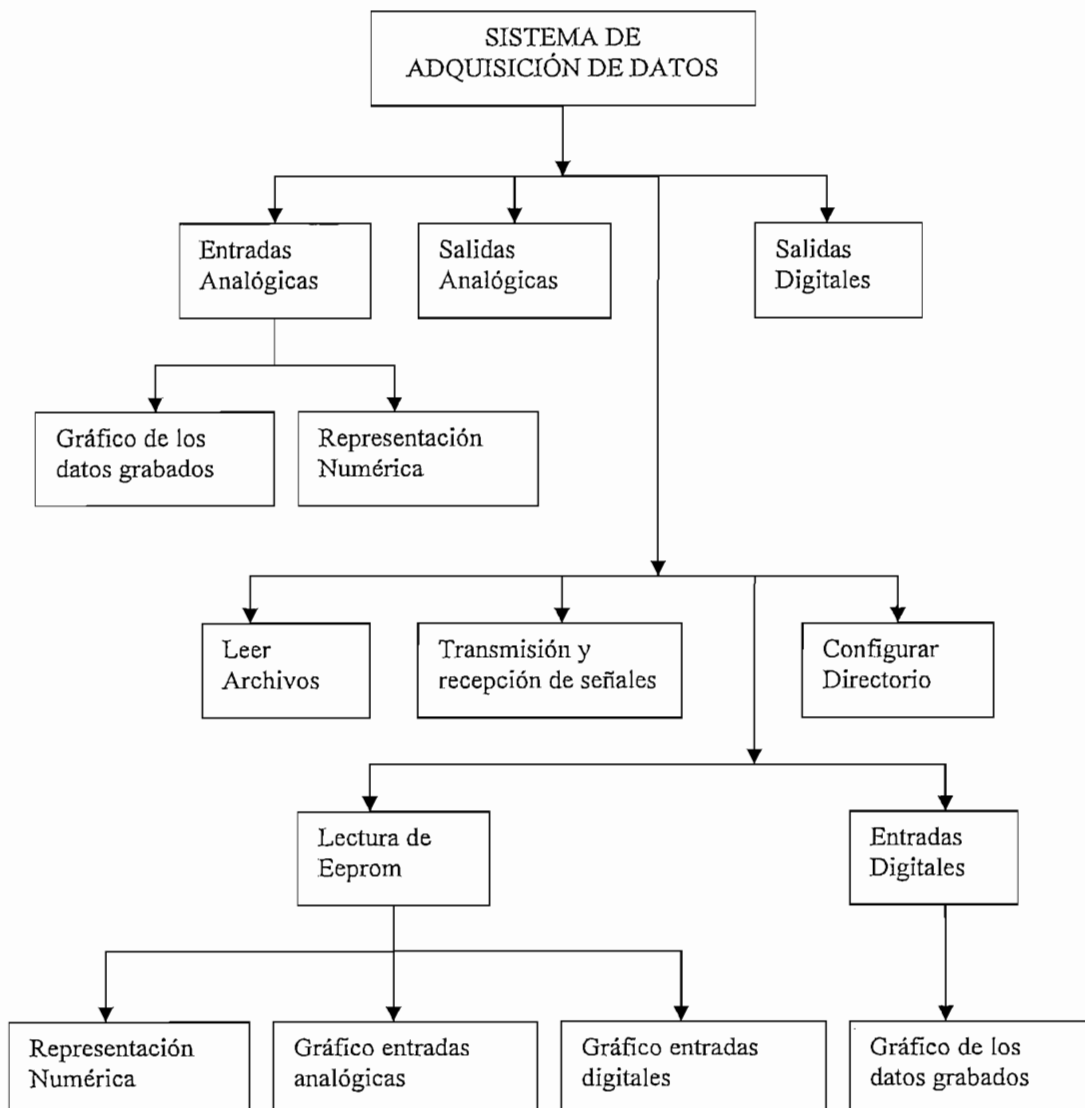 SISTEMA DE
ADQUISICIÓN DE DATOS
Entradas
Analógicas
Salidas
Analógicas
Salidas
Digitales
Gráfico de los
datos grabados
Representación
Numérica
Leer
Archivos
Transmisión y
recepción de señales
Configurar
Directorio
Lectura de
Eeprom
Entradas
Digitales
Representación
Numérica
Gráfico entradas
analógicas
Gráfico entradas
digitales
Gráfico de los
datos grabados